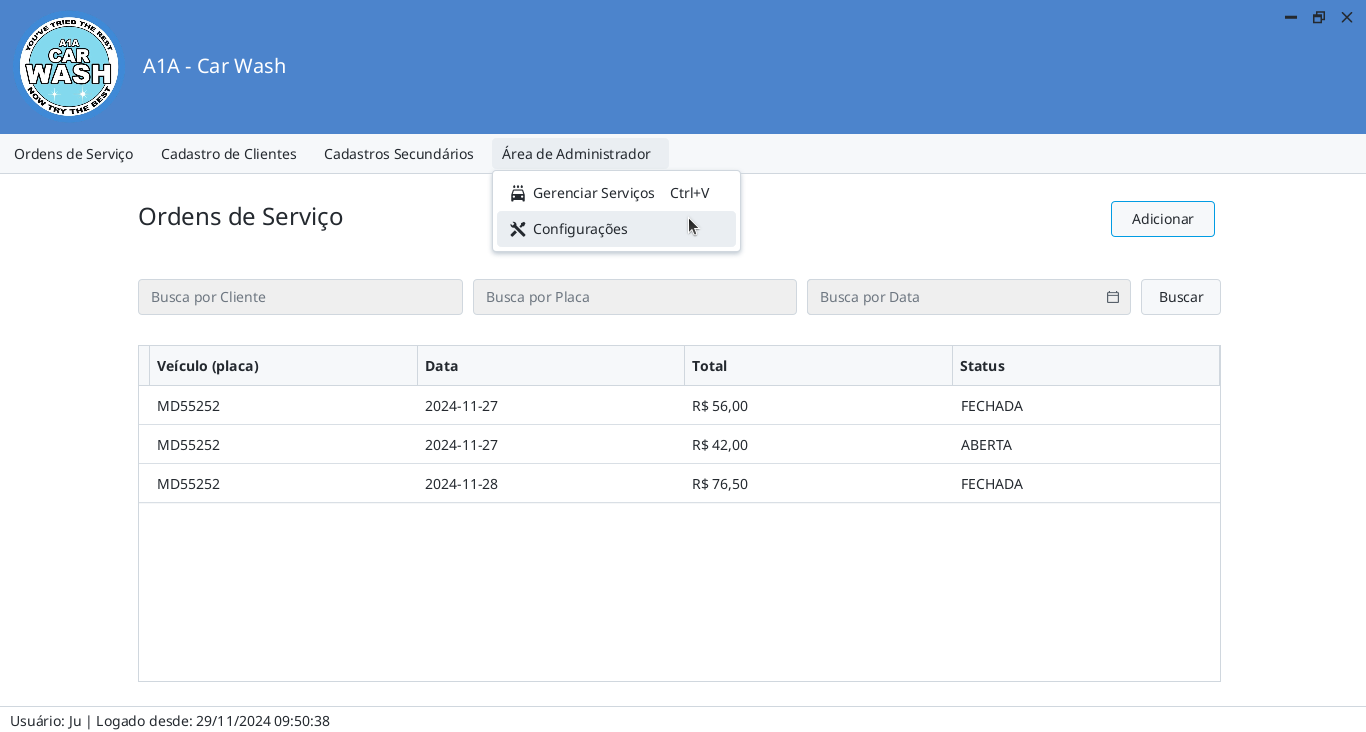 YOU'VE TRIED THE BEST
A1A
CAR
WASH
NOW TRY THE BEST
A1A - Car Wash
Ordens de Serviço Cadastro de Clientes Cadastros Secundários Área de Administrador
Gerenciar Serviços Ctrl+V
Configurações
Ordens de Serviço
Adicionar
Busca por Cliente Busca por Placa Busca por Data Buscar
Veículo (placa) Data Total Status
MD55252 2024-11-27 R$ 56,00 FECHADA
MD55252 2024-11-27 R$ 42,00 ABERTA
MD55252 2024-11-28 R$ 76,50 FECHADA
Usuário: Ju | Logado desde: 29/11/2024 09:50:38